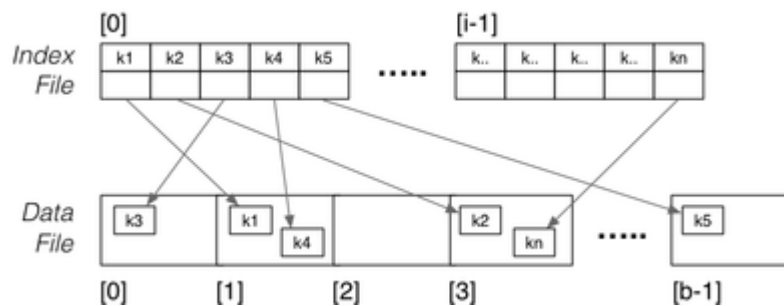 [0] [i-1]
Index File k1 k2 k3 k4 k5 ..... k.. k.. k.. k.. kn
Data File k3 k1 k4 k2 kn ..... k5
[0] [1] [2] [3] [b-1]